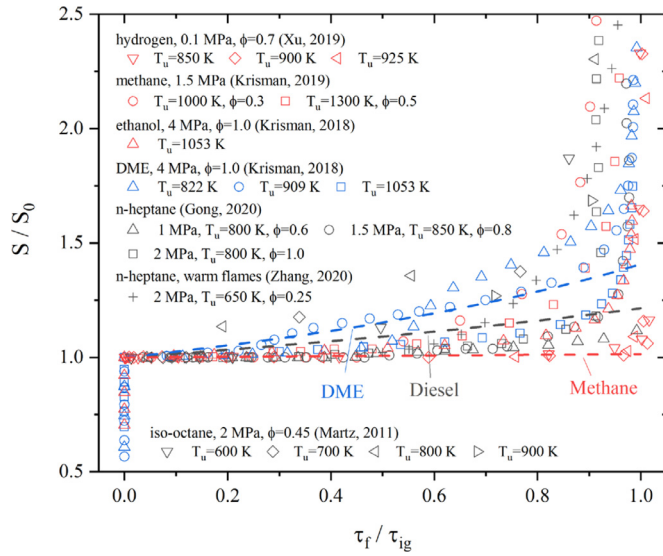 2.5
2.0
1.5
1.0
0.5
S / S₀
hydrogen, 0.1 MPa, ϕ=0.7 (Xu, 2019)
Tᵤ=850 K Tᵤ=900 K Tᵤ=925 K
methane, 1.5 MPa (Krisman, 2019)
Tᵤ=1000 K, ϕ=0.3 Tᵤ=1300 K, ϕ=0.5
ethanol, 4 MPa, ϕ=1.0 (Krisman, 2018)
Tᵤ=1053 K
DME, 4 MPa, ϕ=1.0 (Krisman, 2018)
Tᵤ=822 K Tᵤ=909 K Tᵤ=1053 K
n-heptane (Gong, 2020)
1 MPa, Tᵤ=800 K, ϕ=0.6 1.5 MPa, Tᵤ=850 K, ϕ=0.8
2 MPa, Tᵤ=800 K, ϕ=1.0
n-heptane, warm flames (Zhang, 2020)
2 MPa, Tᵤ=650 K, ϕ=0.25
DME Diesel Methane
iso-octane, 2 MPa, ϕ=0.45 (Martz, 2011)
Tᵤ=600 K Tᵤ=700 K Tᵤ=800 K Tᵤ=900 K
0.0 0.2 0.4 0.6 0.8 1.0
τf / τig